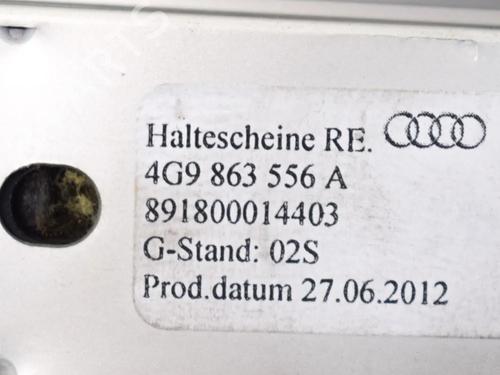 Haltescheine RE.
4G9 863 556 A
891800014403
G-Stand: 02S
Prod.datum 27.06.2012